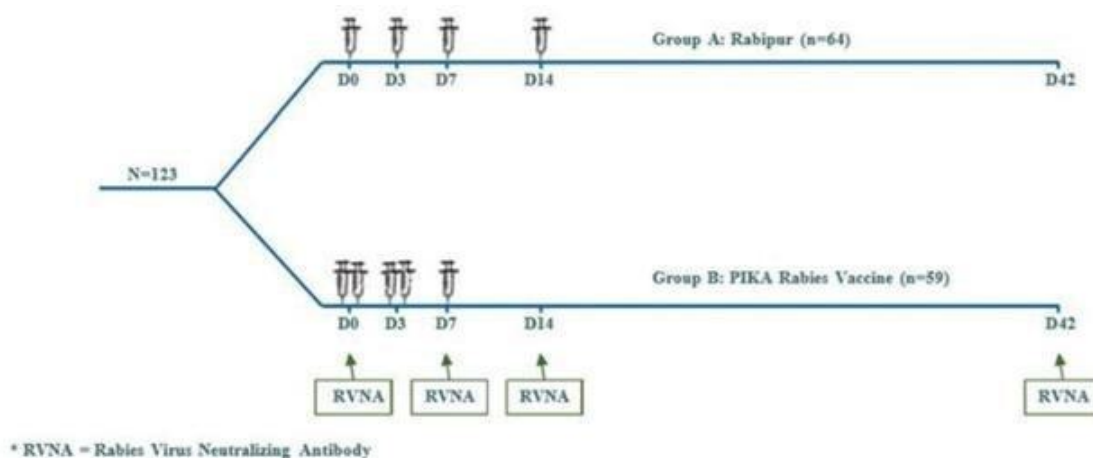 Group A: Rabipur (n=64)
D0 D3 D7 D14 D42
N=123
Group B: PIKA Rabies Vaccine (n=59)
D0 D3 D7 D14 D42
RVNA RVNA RVNA RVNA
* RVNA = Rabies Virus Neutralizing Antibody